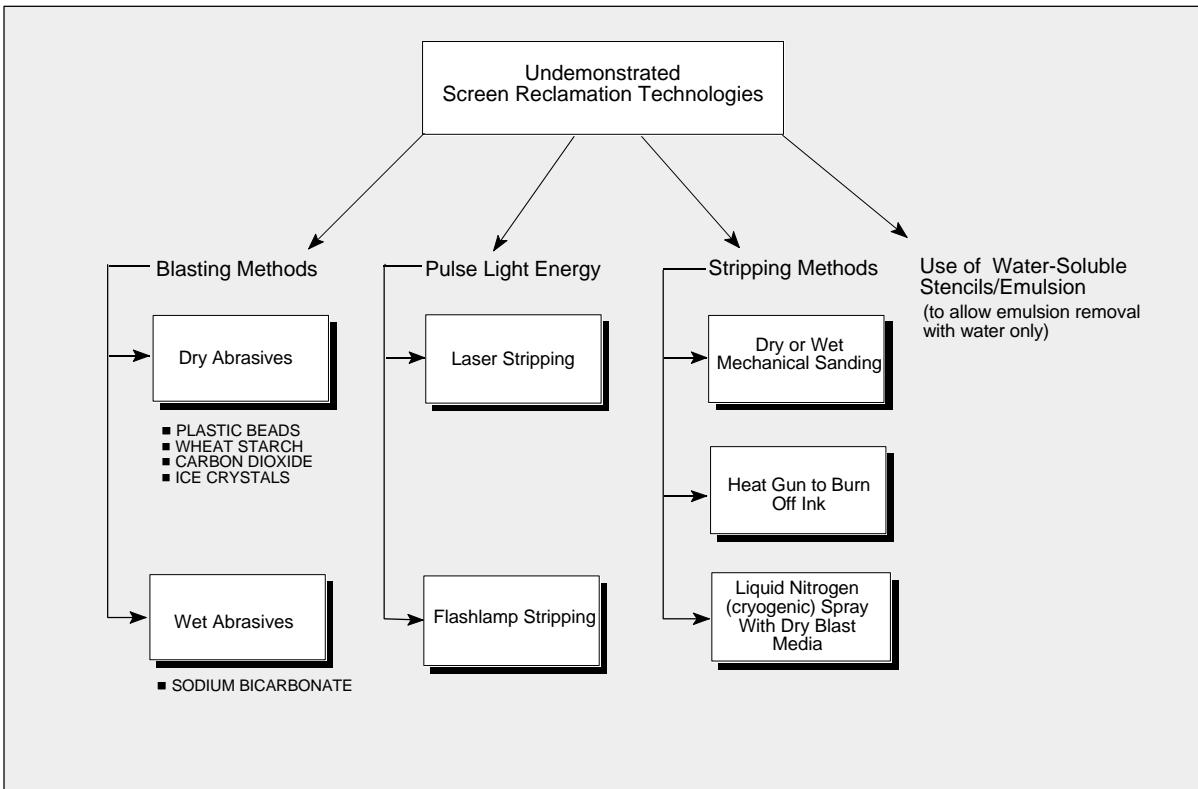 Undemonstrated
Screen Reclamation Technologies
Blasting Methods
Dry Abrasives
■ PLASTIC BEADS
■ WHEAT STARCH
■ CARBON DIOXIDE
■ ICE CRYSTALS
Wet Abrasives
■ SODIUM BICARBONATE
Pulse Light Energy
Laser Stripping
Flashlamp Stripping
Stripping Methods
Dry or Wet
Mechanical Sanding
Heat Gun to Burn
Off Ink
Liquid Nitrogen
(cryogenic) Spray
With Dry Blast
Media
Use of Water-Soluble
Stencils/Emulsion
(to allow emulsion removal
with water only)